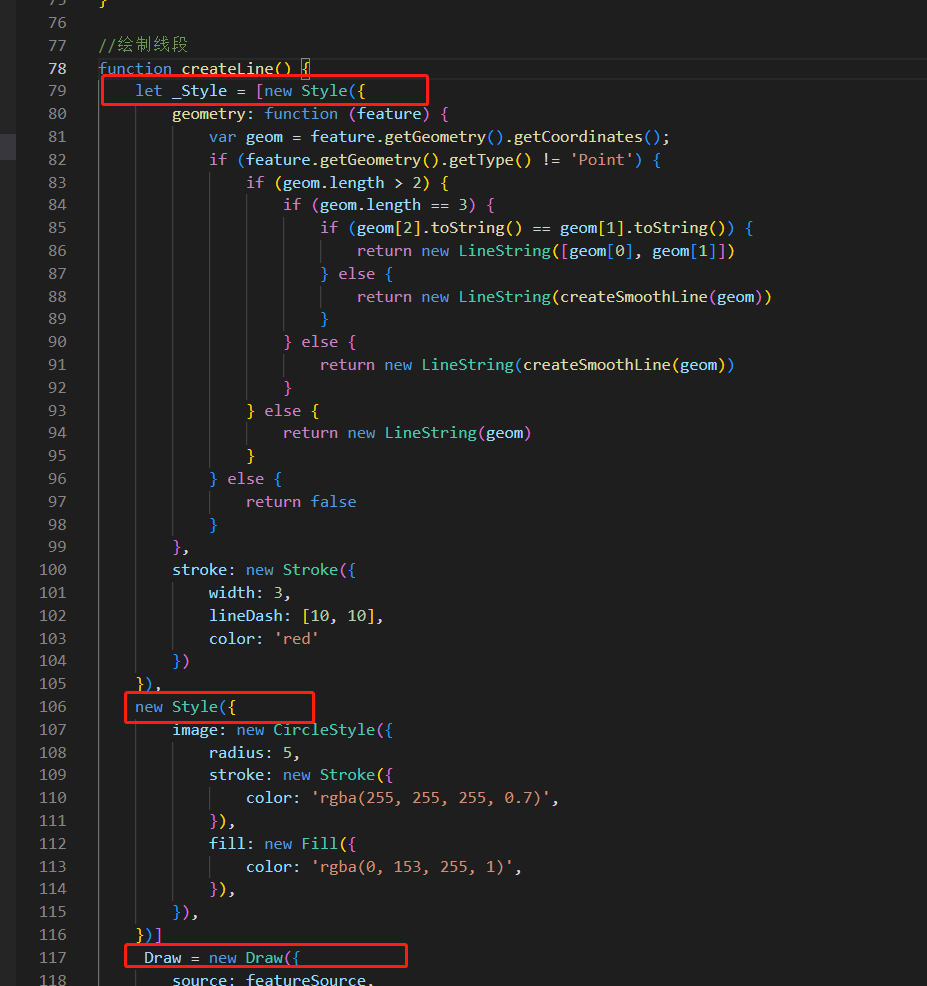 75 }
76
77 //绘制线段
78 function createLine() {
79 let _Style = [new Style({
80 geometry: function (feature) {
81 var geom = feature.getGeometry().getCoordinates();
82 if (feature.getGeometry().getType() != 'Point') {
83 if (geom.length > 2) {
84 if (geom.length == 3) {
85 if (geom[2].toString() == geom[1].toString()) {
86 return new LineString([geom[0], geom[1]])
87 } else {
88 return new LineString(createSmoothLine(geom))
89 }
90 } else {
91 return new LineString(createSmoothLine(geom))
92 }
93 } else {
94 return new LineString(geom)
95 }
96 } else {
97 return false
98 }
99 },
100 stroke: new Stroke({
101 width: 3,
102 lineDash: [10, 10],
103 color: 'red'
104 })
105 }),
106 new Style({
107 image: new CircleStyle({
108 radius: 5,
109 stroke: new Stroke({
110 color: 'rgba(255, 255, 255, 0.7)',
111 }),
112 fill: new Fill({
113 color: 'rgba(0, 153, 255, 1)',
114 }),
115 }),
116 })]
117 Draw = new Draw({
118 source: featureSource,